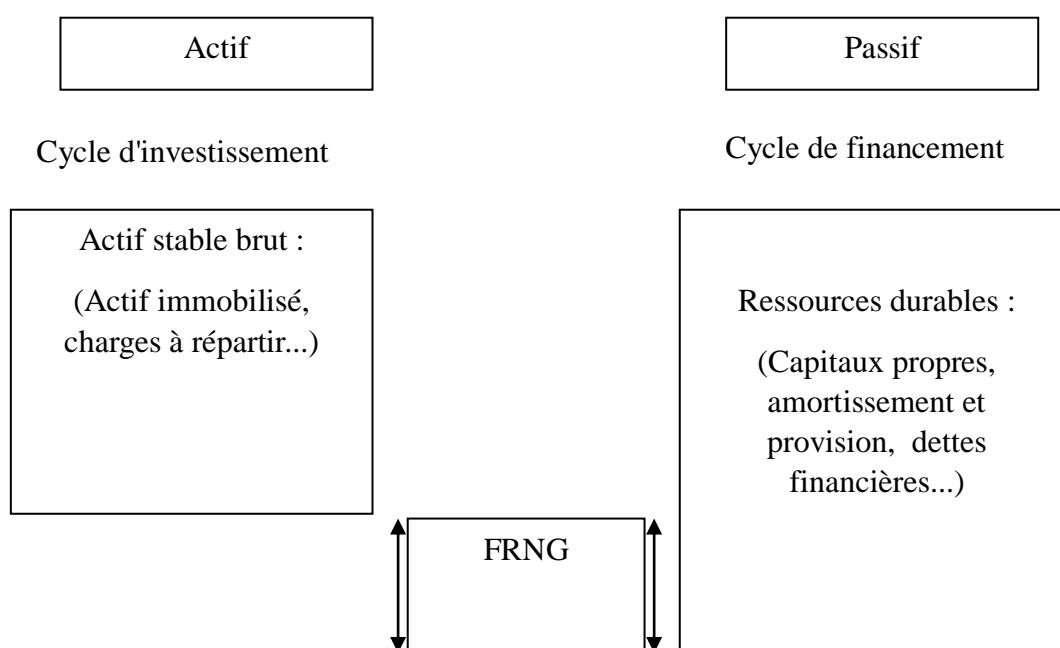 Actif
Passif
Cycle d'investissement
Cycle de financement
Actif stable brut :
(Actif immobilisé,
charges à répartir...)
Ressources durables :
(Capitaux propres,
amortissement et
provision, dettes
financières...)
FRNG